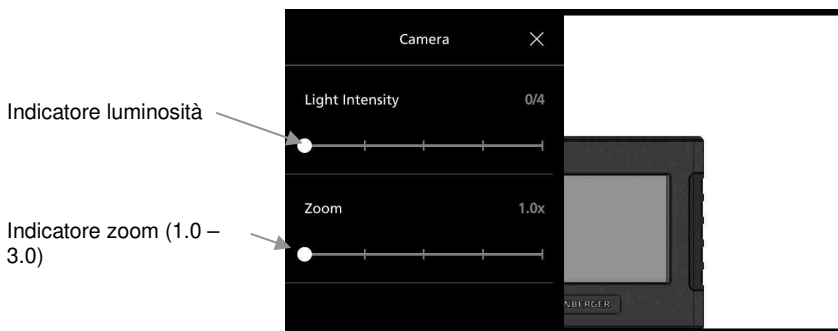 Camera
Light Intensity 0/4
Indicatore luminosità
Zoom 1.0x
Indicatore zoom (1.0 –
3.0)
NBERGER